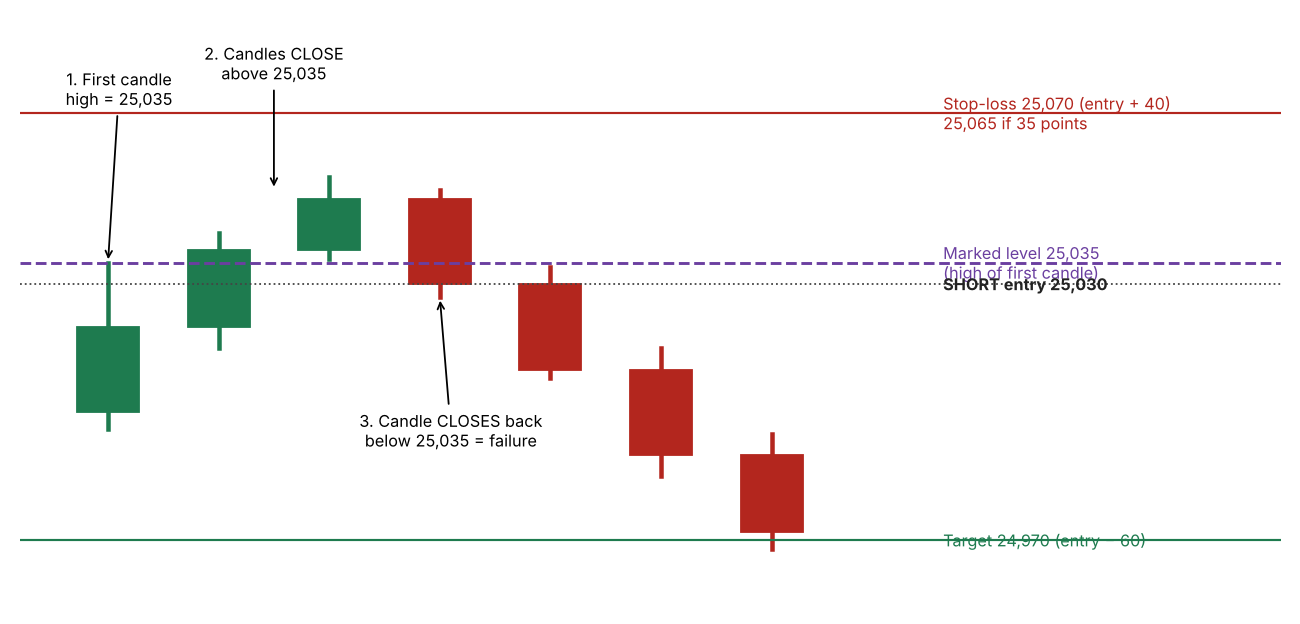 2. Candles CLOSE
above 25,035
1. First candle
high = 25,035
Stop-loss 25,070 (entry + 40)
25,065 if 35 points
Marked level 25,035
(high of first candle)
SHORT entry 25,030
3. Candle CLOSES back
below 25,035 = failure
Target 24,970 (entry − 60)